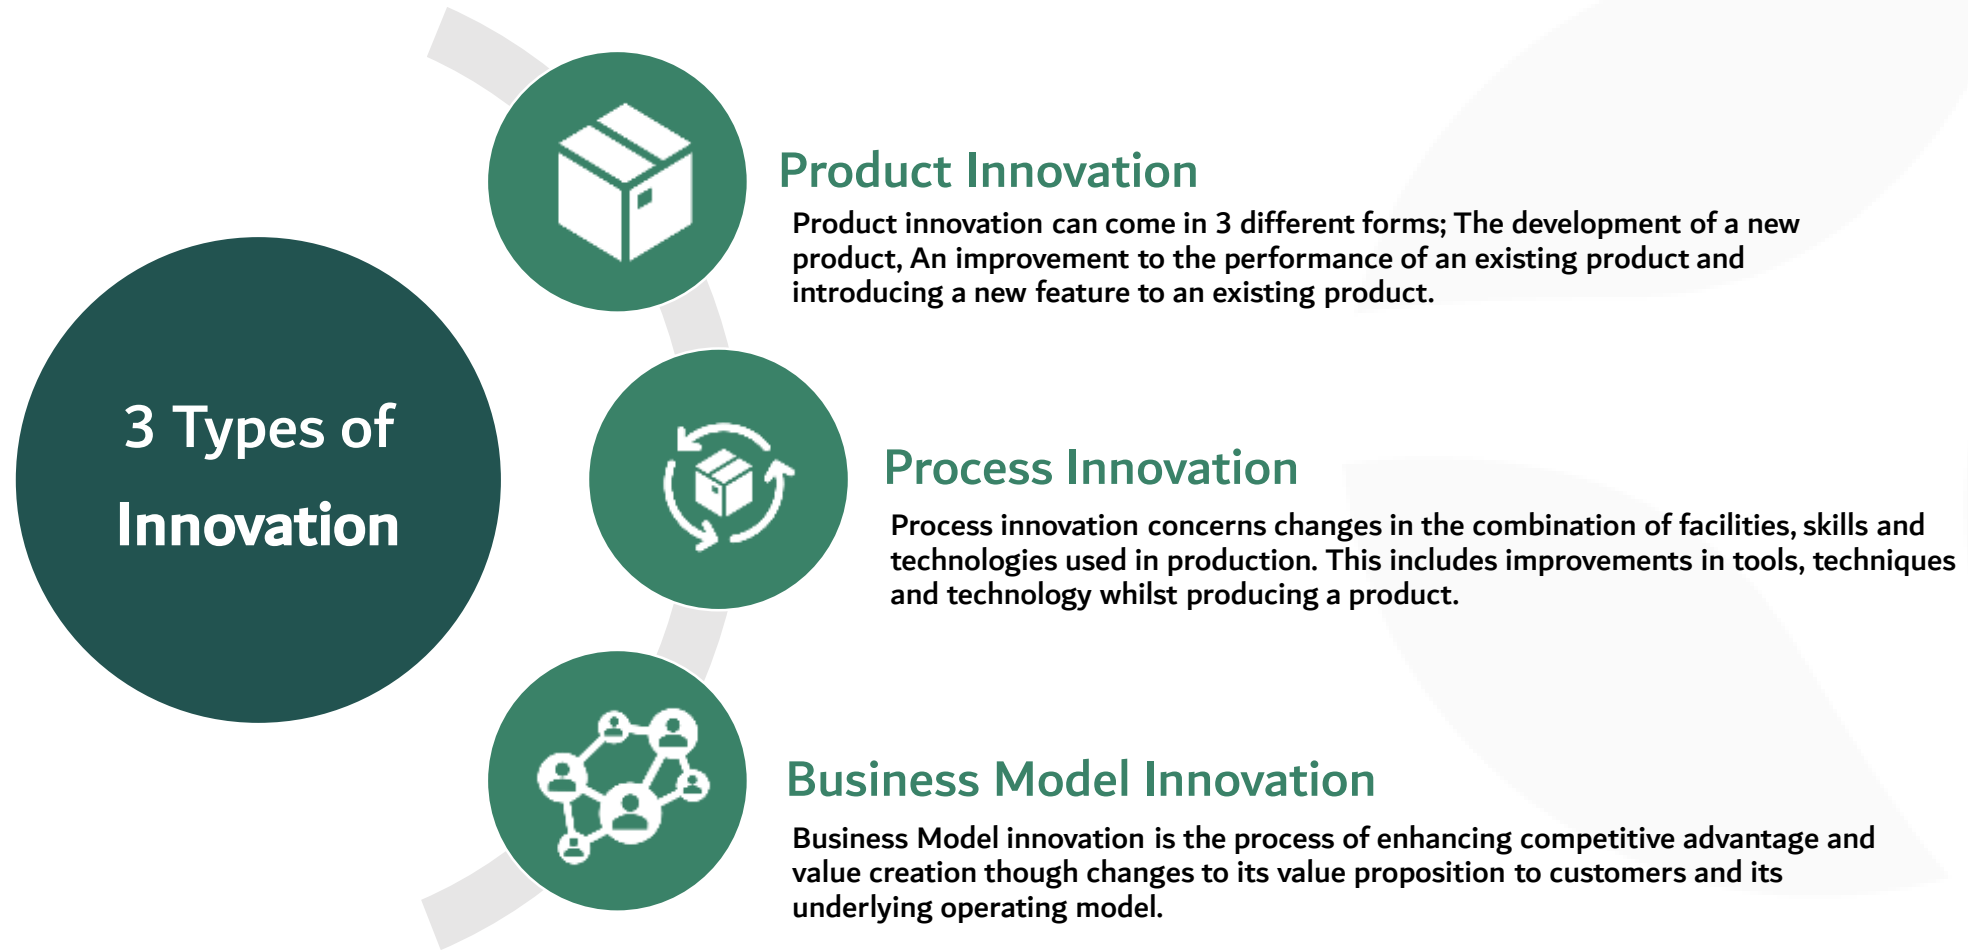 3 Types of
Innovation
Product Innovation
Product innovation can come in 3 different forms; The development of a new
product, An improvement to the performance of an existing product and
introducing a new feature to an existing product.
Process Innovation
Process innovation concerns changes in the combination of facilities, skills and
technologies used in production. This includes improvements in tools, techniques
and technology whilst producing a product.
Business Model Innovation
Business Model innovation is the process of enhancing competitive advantage and
value creation though changes to its value proposition to customers and its
underlying operating model.